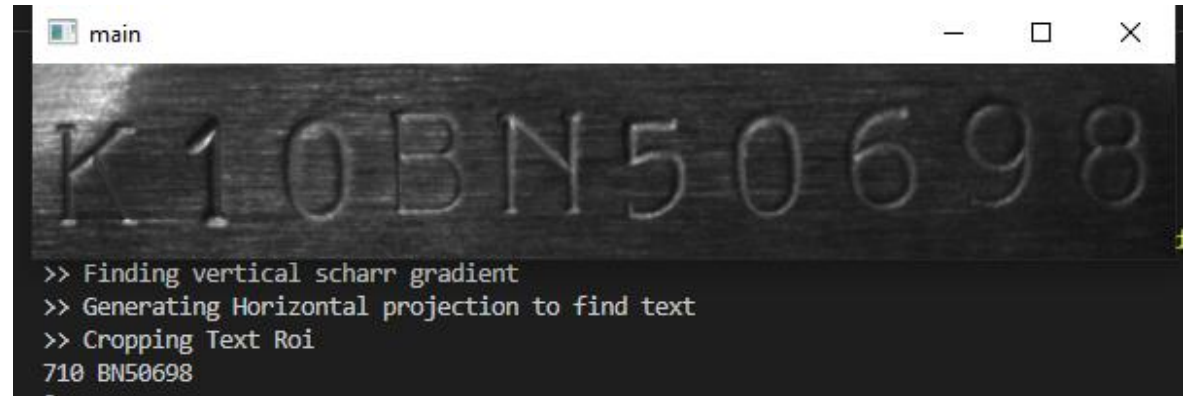 main
K10BN50698
>> Finding vertical scharr gradient
>> Generating Horizontal projection to find text
>> Cropping Text Roi
710 BN50698